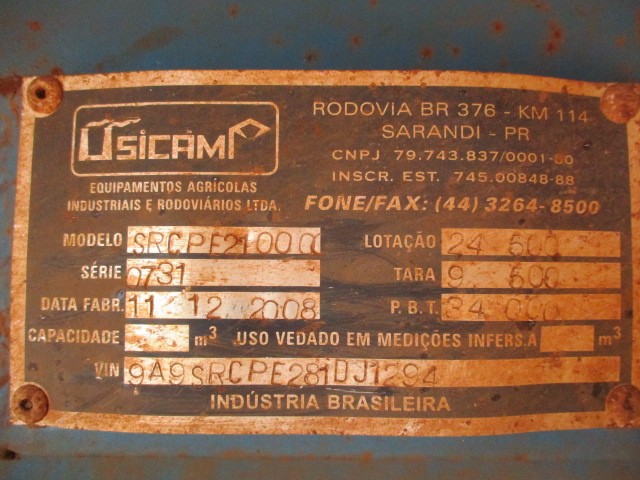 USICAMP
EQUIPAMENTOS AGRÍCOLAS
INDUSTRIAIS E RODOVIÁRIOS LTDA.
RODOVIA BR 376 - KM 114
SARANDI - PR
CNPJ 79.743.837/0001-50
INSCR. EST. 745.00848-88
FONE/FAX: (44) 3264-8500
MODELO SRCPE21000 LOTAÇÃO 24 500
SÉRIE 0731 TARA 9 500
DATA FABR. 11 12 2008 P.B.T. 34 000
CAPACIDADE m³ USO VEDADO EM MEDIÇÕES INFERS.A m³
VIN 9A9SRCPE281DJ1294
INDÚSTRIA BRASILEIRA